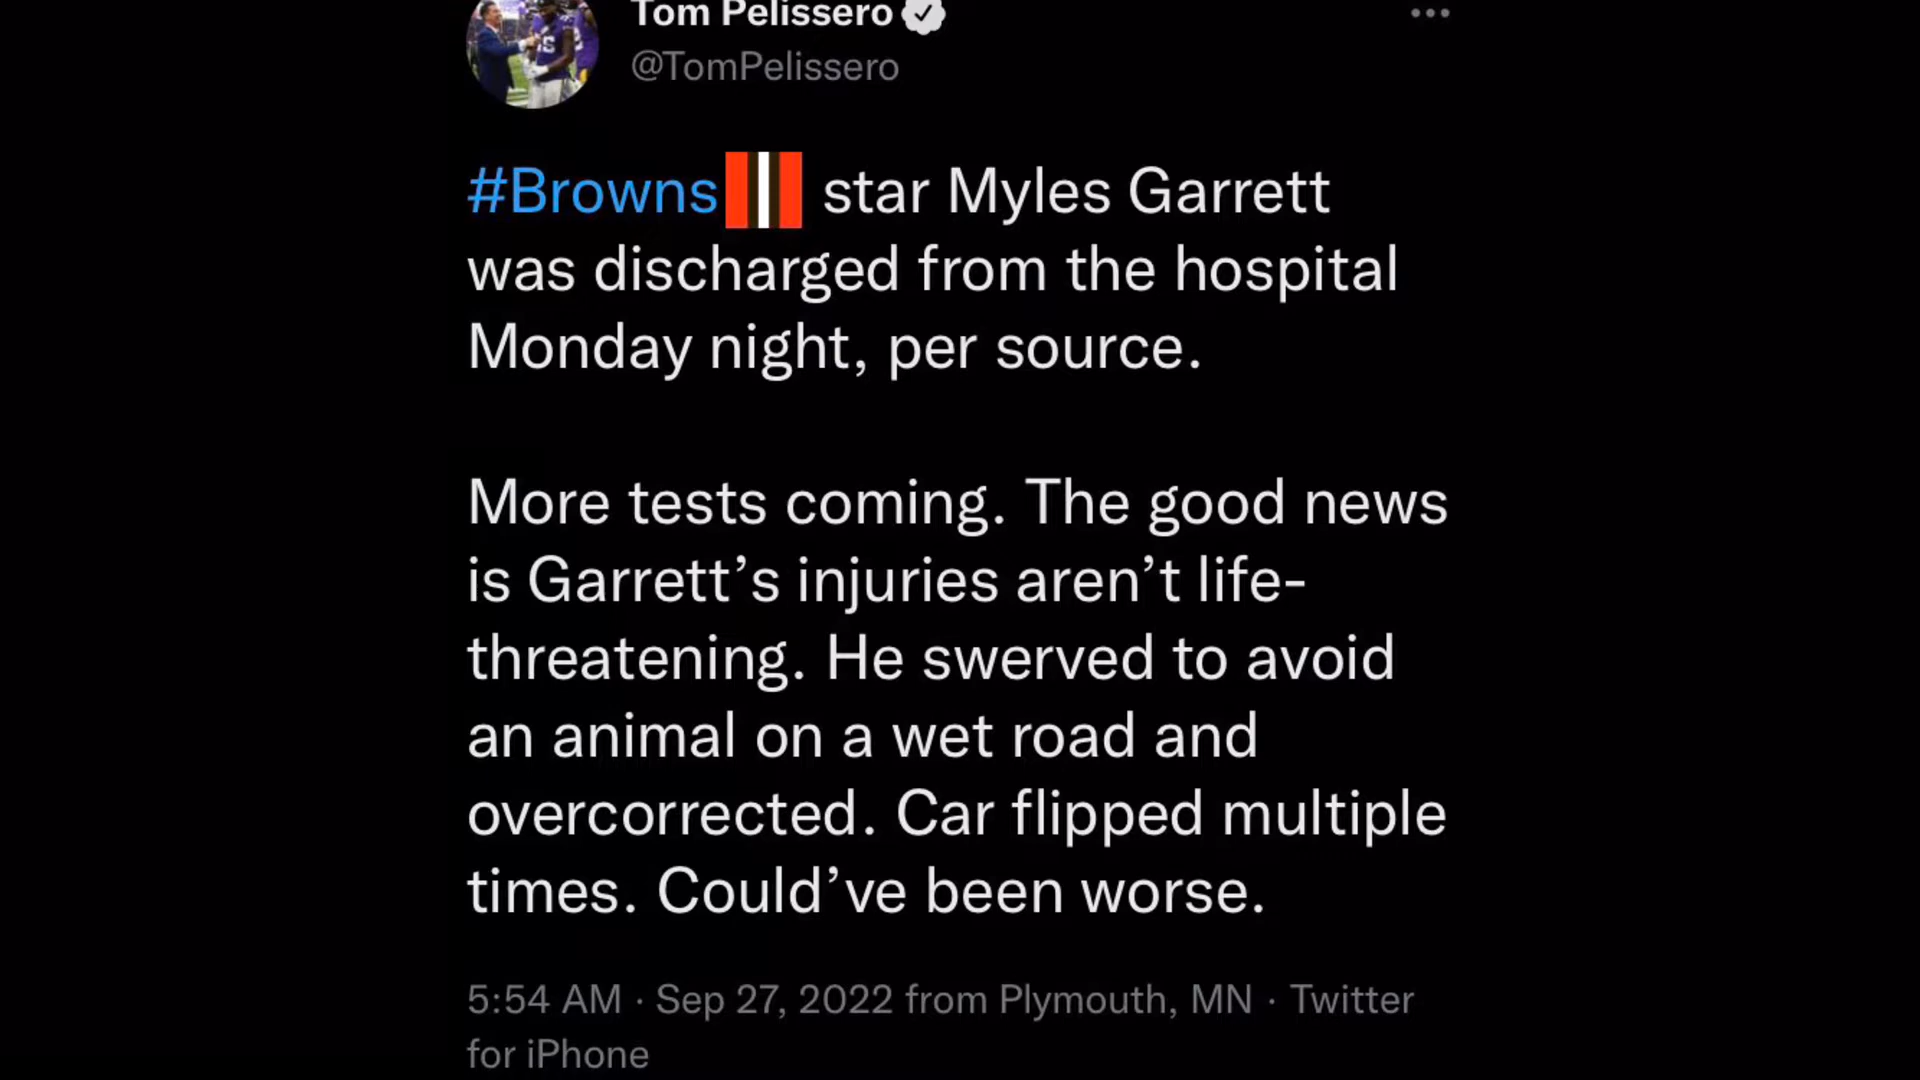 Tom Pelissero
@TomPelissero
#Browns star Myles Garrett
was discharged from the hospital
Monday night, per source.
More tests coming. The good news
is Garrett’s injuries aren’t life-
threatening. He swerved to avoid
an animal on a wet road and
overcorrected. Car flipped multiple
times. Could’ve been worse.
5:54 AM · Sep 27, 2022 from Plymouth, MN · Twitter
for iPhone